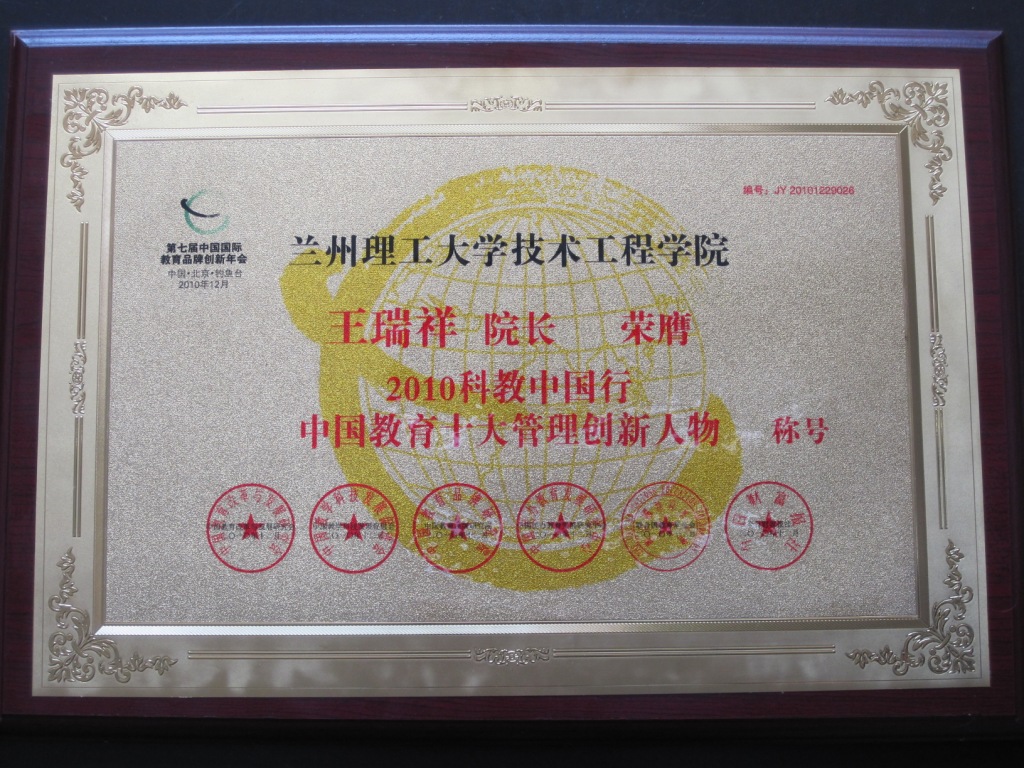 编号：JY 20101229026
第七届中国国际
教育品牌创新年会
中国·北京·钓鱼台
2010年12月
兰州理工大学技术工程学院
王瑞祥 院长 荣膺
2010科教中国行
中国教育十大管理创新人物 称号